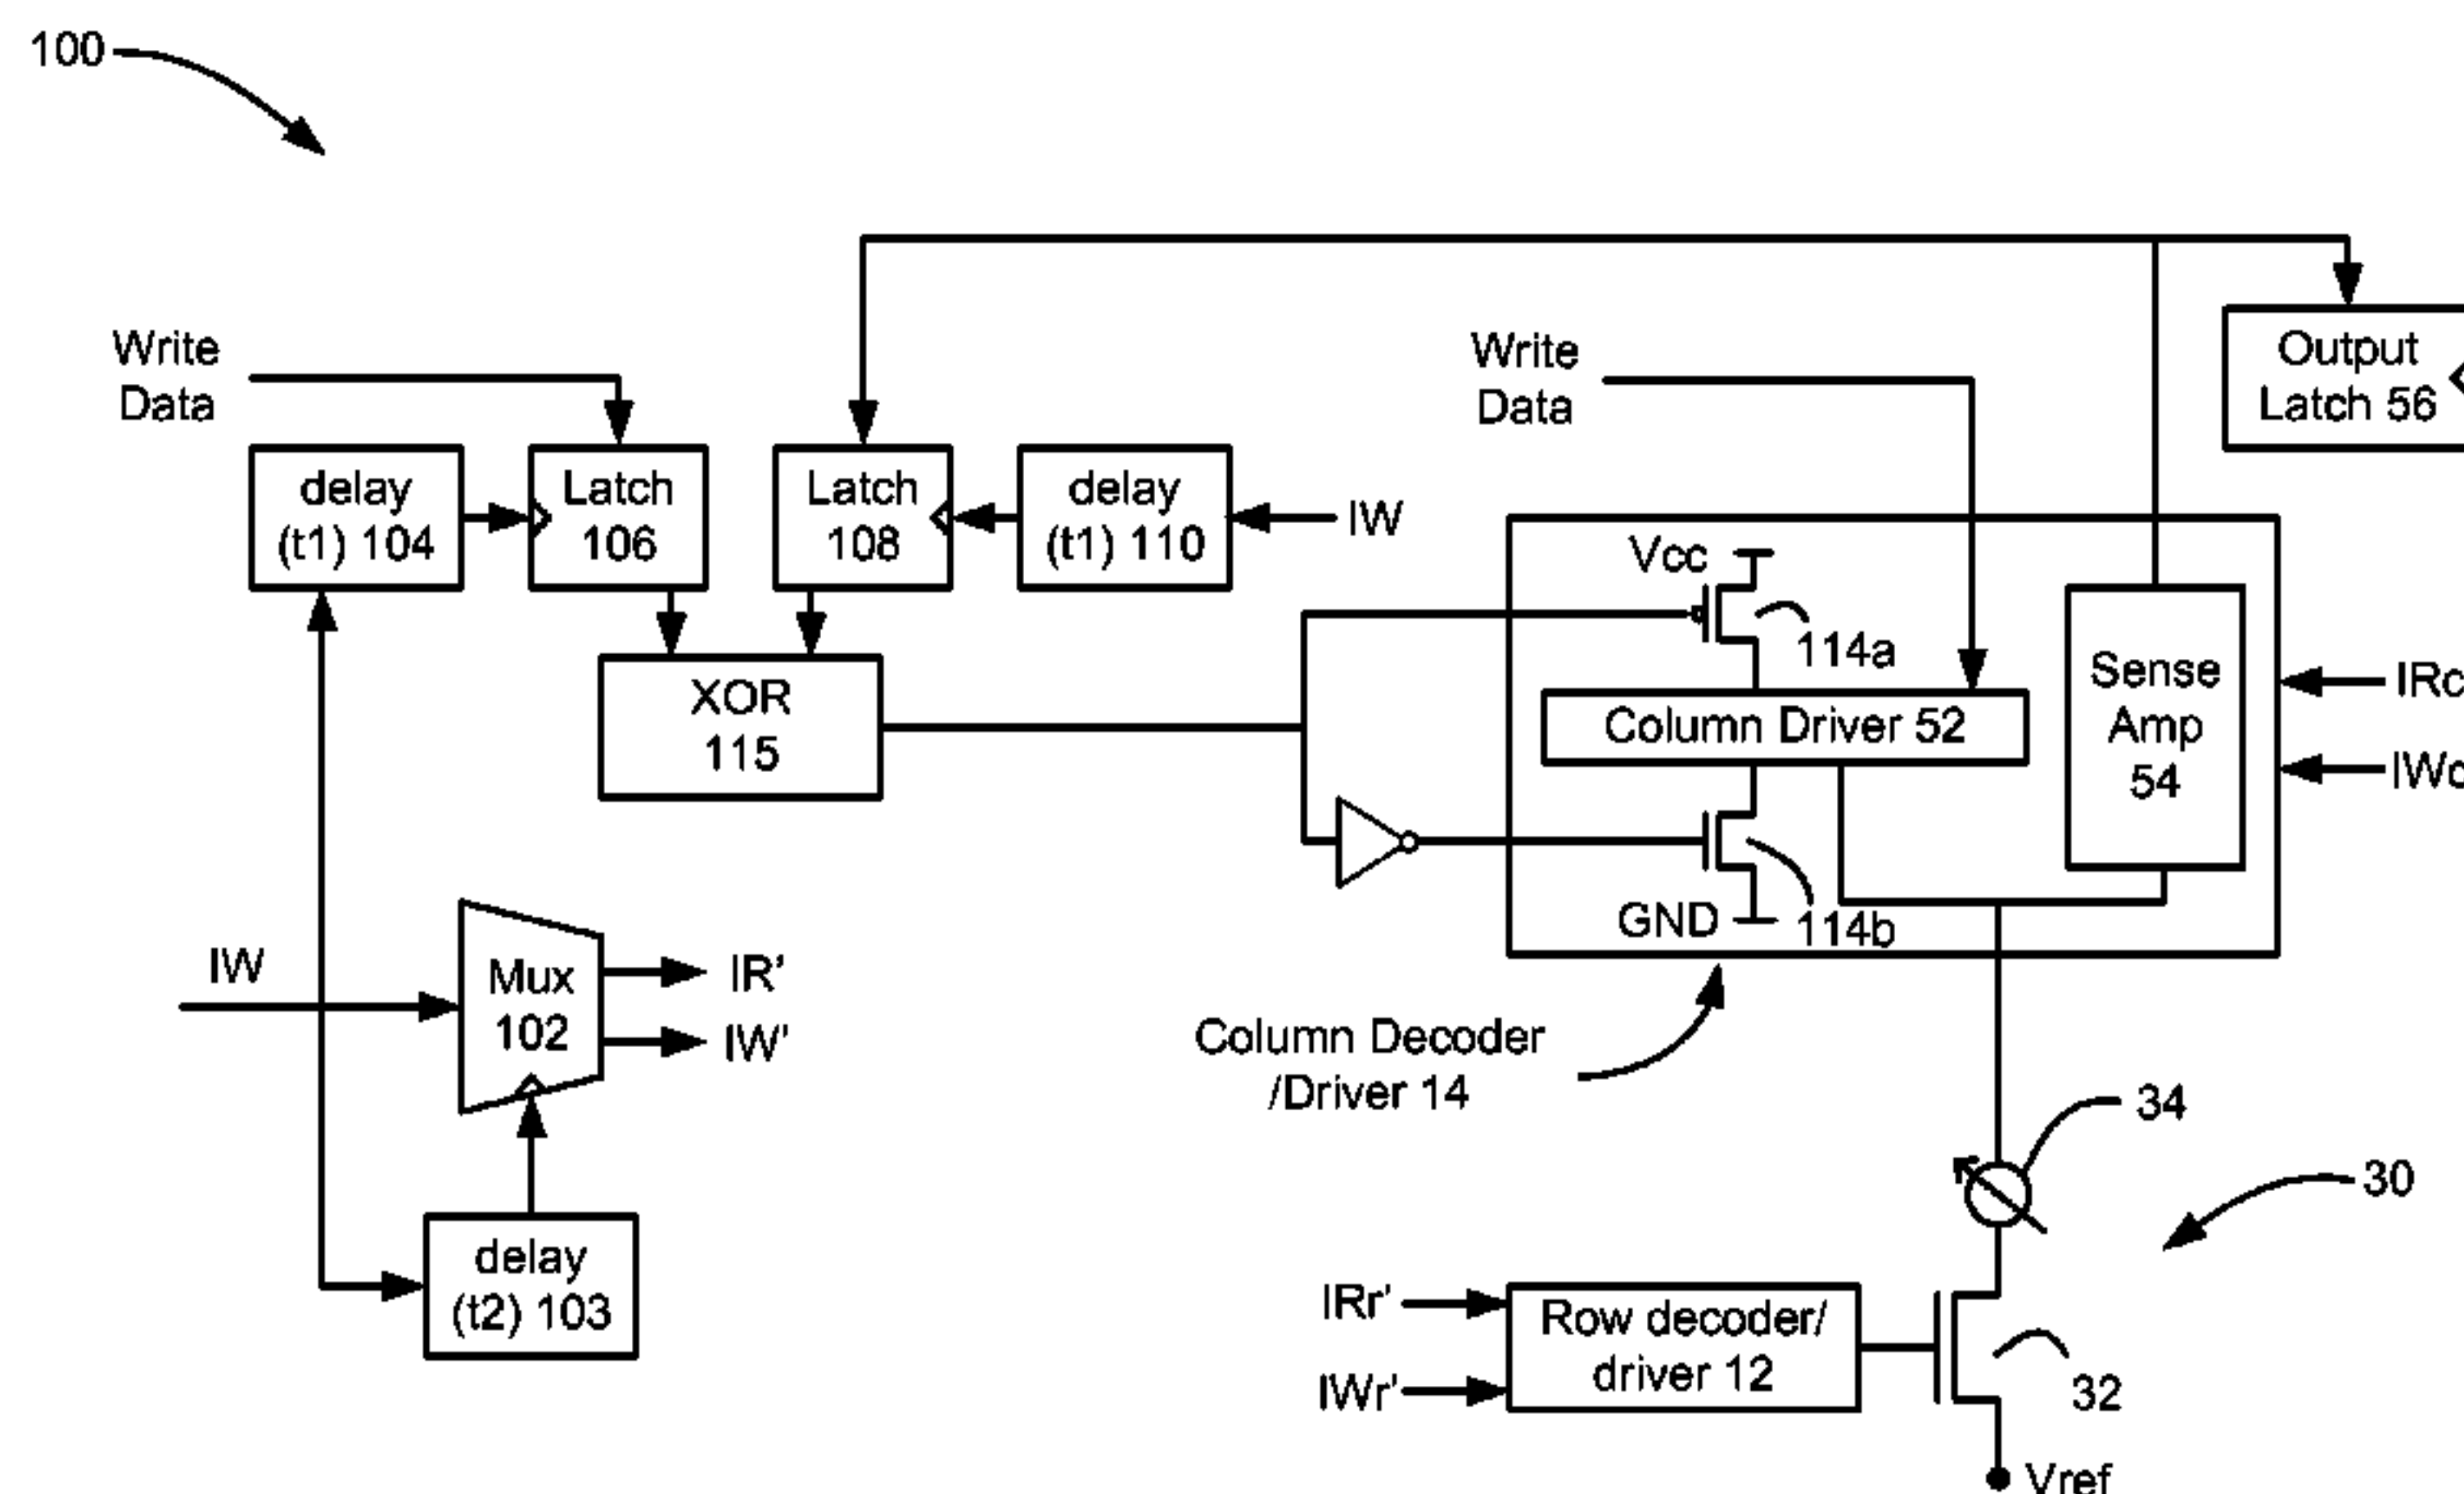 100
Write
Data
delay
(t1) 104
Latch
106
Latch
108
delay
(t1) 110
IW
Write
Data
Output
Latch 56
XOR
115
Vcc
114a
Column Driver 52
GND
114b
Sense
Amp
54
IRc
IWc
IW
Mux
102
IR'
IW'
delay
(t2) 103
Column Decoder
/Driver 14
34
30
IRr'
IWr'
Row decoder/
driver 12
32
Vref